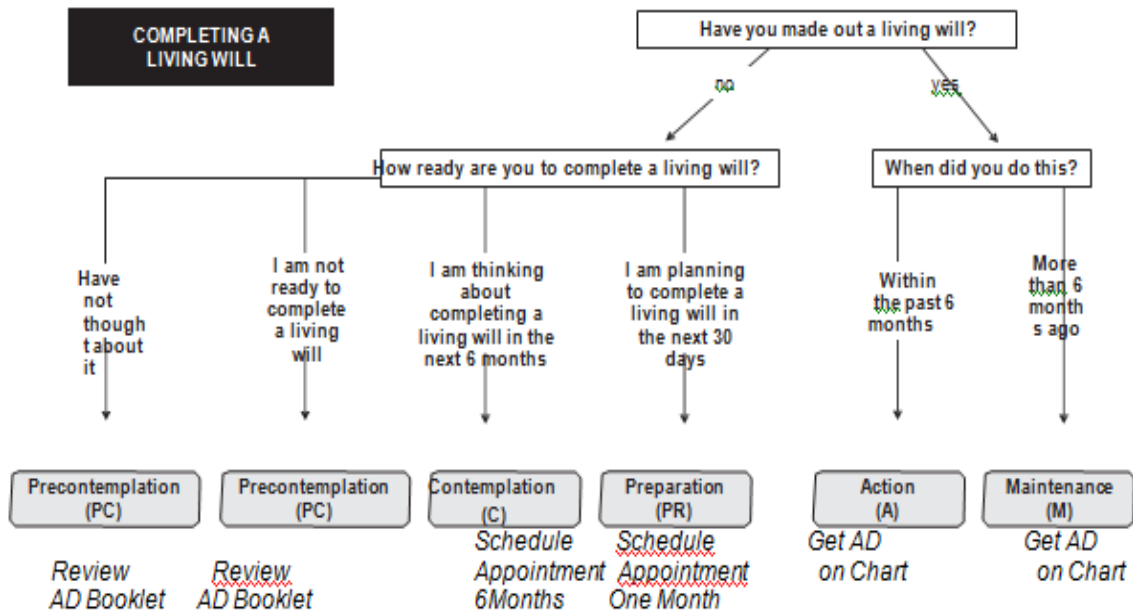 COMPLETING A
LIVING WILL
Have you made out a living will?
no
yes
How ready are you to complete a living will?
When did you do this?
Have
not
though
t about
it
I am not
ready to
complete
a living
will
I am thinking
about
completing a
living will in the
next 6 months
I am planning
to complete a
living will in
the next 30
days
Within
the past 6
months
More
than 6
month
s ago
Precontemplation
(PC)
Precontemplation
(PC)
Contemplation
(C)
Preparation
(PR)
Action
(A)
Maintenance
(M)
Review
AD Booklet
Review
AD Booklet
Schedule
Appointment
6Months
Schedule
Appointment
One Month
Get AD
on Chart
Get AD
on Chart